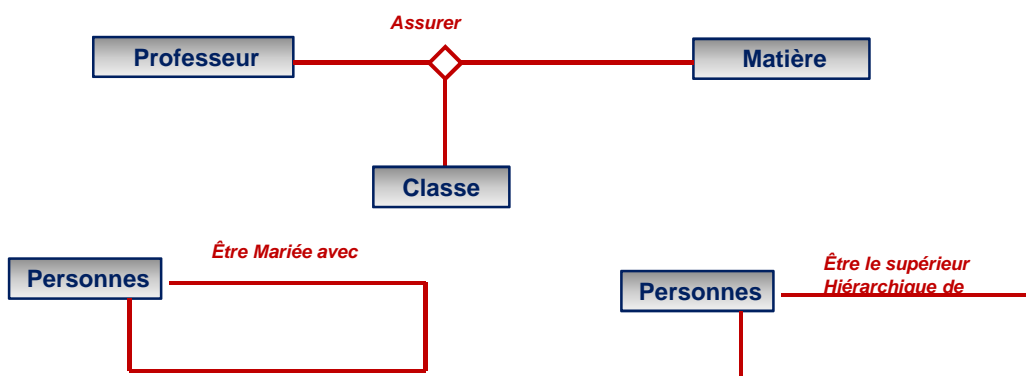 Assurer
Professeur
Matière
Classe
Être Mariée avec
Personnes
Être le supérieur
Hiérarchique de
Personnes